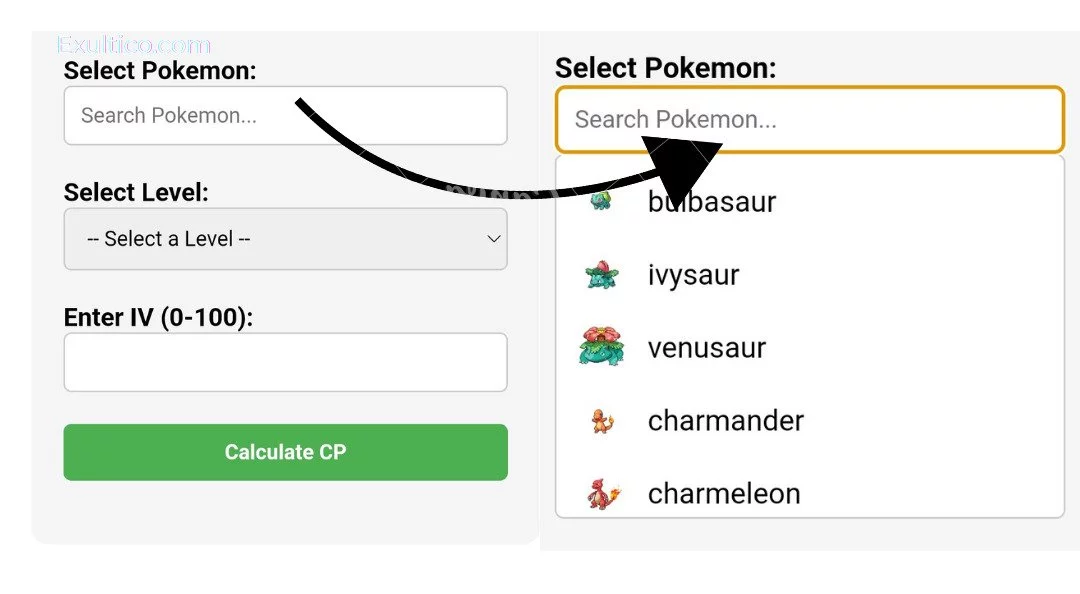 Exultico.com
Select Pokemon:
Search Pokemon...
Select Level:
-- Select a Level --
Enter IV (0-100):
Calculate CP
Select Pokemon:
Search Pokemon...
bulbasaur
ivysaur
venusaur
charmander
charmeleon